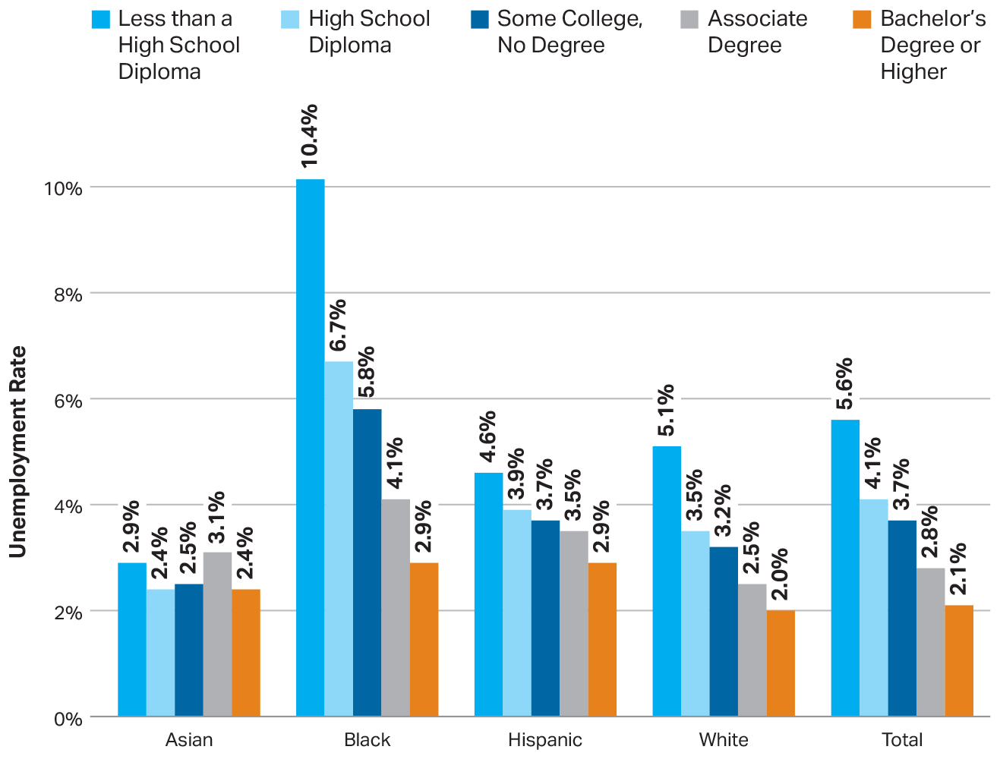 Less than a
High School
Diploma
High School
Diploma
Some College,
No Degree
Associate
Degree
Bachelor’s
Degree or
Higher
Unemployment Rate
10%
8%
6%
4%
2%
0%
2.9%
2.4%
2.5%
3.1%
2.4%
10.4%
6.7%
5.8%
4.1%
2.9%
4.6%
3.9%
3.7%
3.5%
2.9%
5.1%
3.5%
3.2%
2.5%
2.0%
5.6%
4.1%
3.7%
2.8%
2.1%
Asian
Black
Hispanic
White
Total